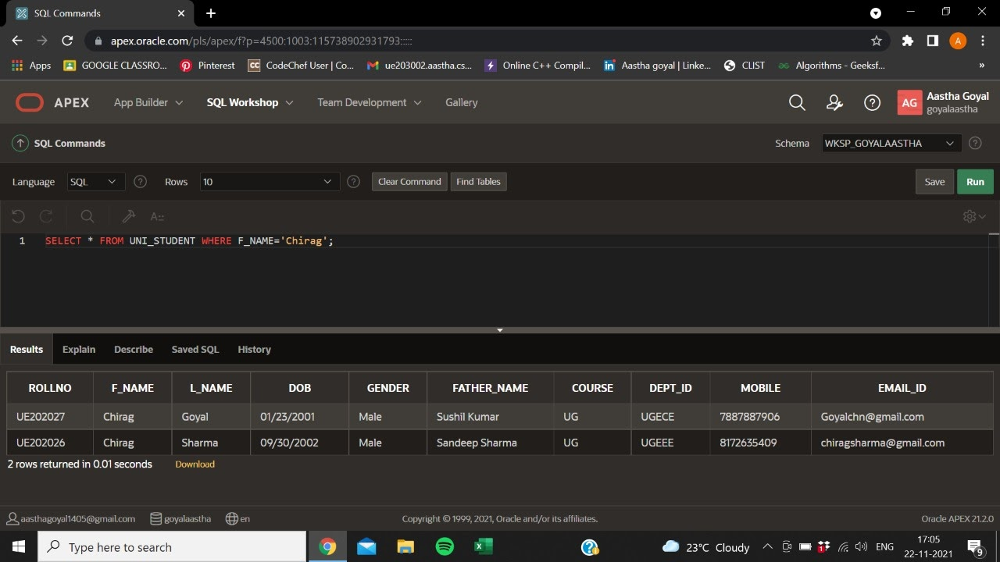 SQL Commands
apex.oracle.com/pls/apex/f?p=4500:1003:115738902931793:::::
A
Apps GOOGLE CLASSRO... Pinterest CodeChef User | Co... ue203002.aastha.cs... Online C++ Compil... Aastha goyal | Linke... CLIST Algorithms - Geeksf... »
APEX App Builder SQL Workshop Team Development Gallery AG Aastha Goyal
goyalaastha
SQL Commands Schema WKSP_GOYALAASTHA
Language SQL Rows 10 Clear Command Find Tables Save Run
1 SELECT * FROM UNI_STUDENT WHERE F_NAME='Chirag';
Results Explain Describe Saved SQL History
ROLLNO F_NAME L_NAME DOB GENDER FATHER_NAME COURSE DEPT_ID MOBILE EMAIL_ID
UE202027 Chirag Goyal 01/23/2001 Male Sushil Kumar UG UGECE 7887887906 Goyalchn@gmail.com
UE202026 Chirag Sharma 09/30/2002 Male Sandeep Sharma UG UGEEE 8172635409 chiragsharma@gmail.com
2 rows returned in 0.01 seconds Download
aasthagoyal1405@gmail.com goyalaastha en Copyright © 1999, 2021, Oracle and/or its affiliates. Oracle APEX 21.2.0
Type here to search 23°C Cloudy ENG 17:05
22-11-2021 9